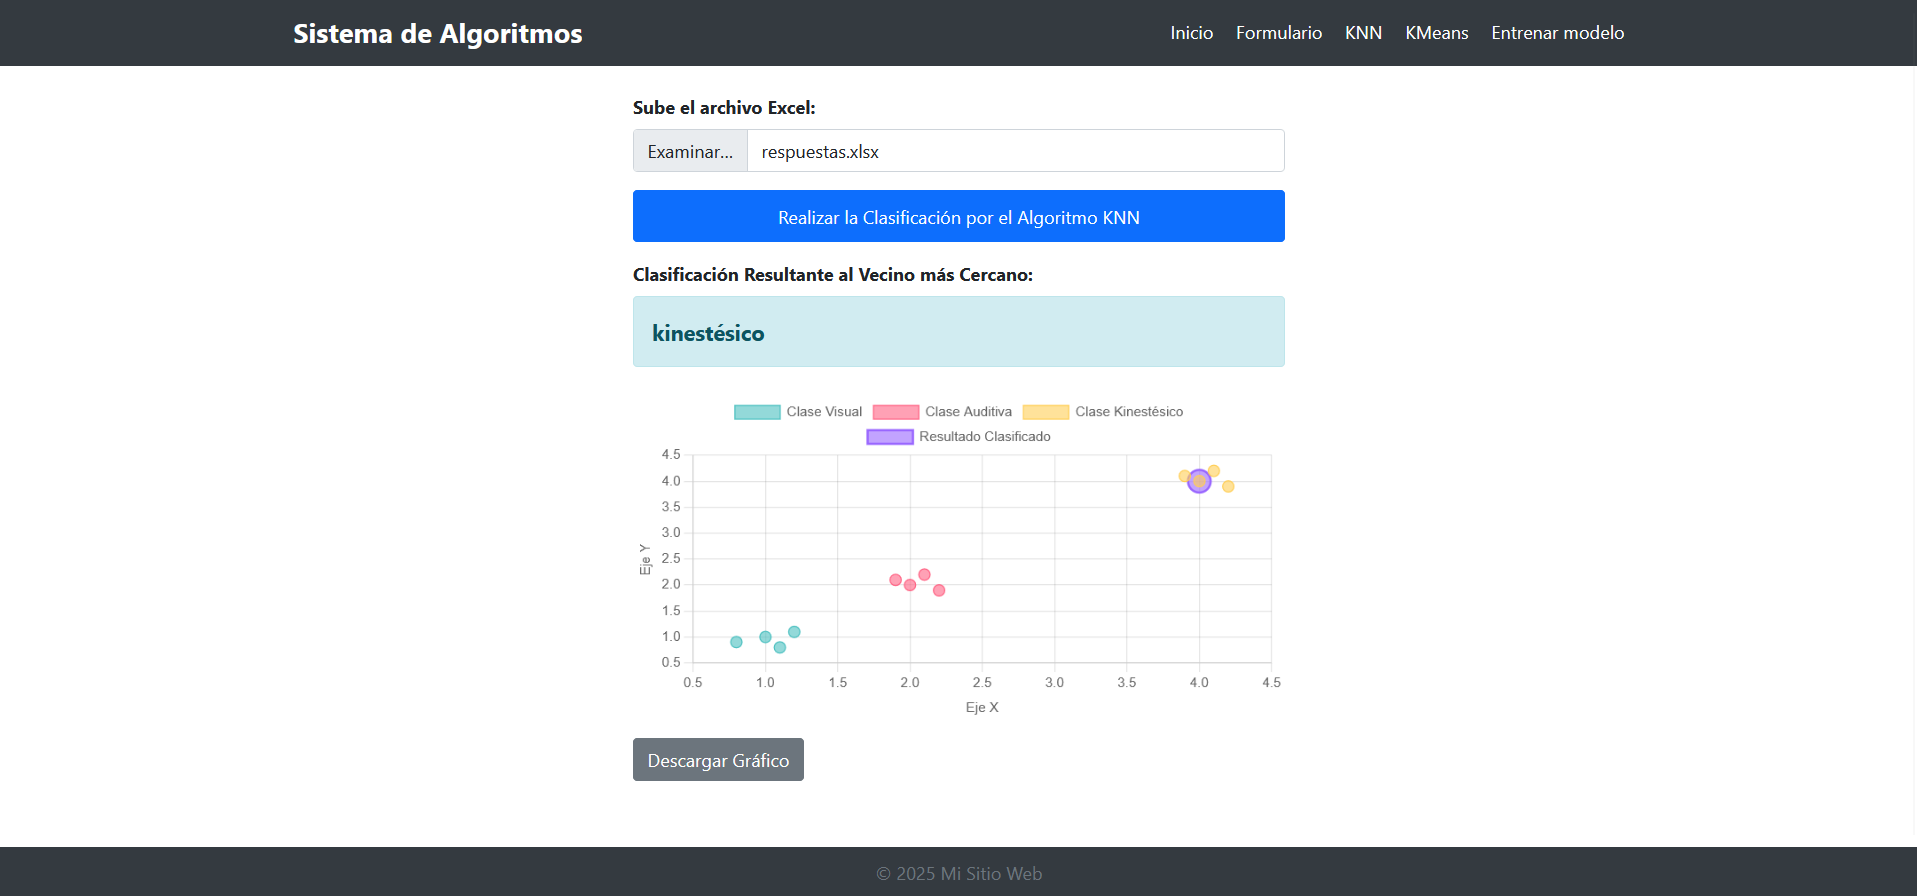 Sistema de Algoritmos
Inicio Formulario KNN KMeans Entrenar modelo
Sube el archivo Excel:
Examinar... respuestas.xlsx
Realizar la Clasificación por el Algoritmo KNN
Clasificación Resultante al Vecino más Cercano:
kinestésico
Clase Visual Clase Auditiva Clase Kinestésico
Resultado Clasificado
4.5
4.0
3.5
3.0
2.5
2.0
1.5
1.0
0.5
Eje Y
0.5 1.0 1.5 2.0 2.5 3.0 3.5 4.0 4.5
Eje X
Descargar Gráfico
© 2025 Mi Sitio Web